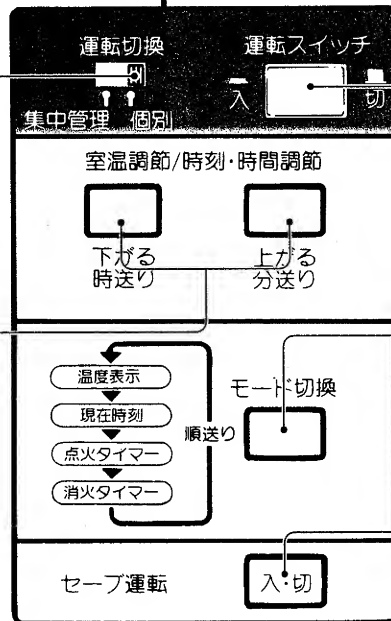 運転切換
運転スイッチ
入
切
集中管理 個別
室温調節/時刻・時間調節
下がる
時送り
上がる
分送り
温度表示
現在時刻
点火タイマー
消火タイマー
順送り
モード切換
セーブ運転
入・切